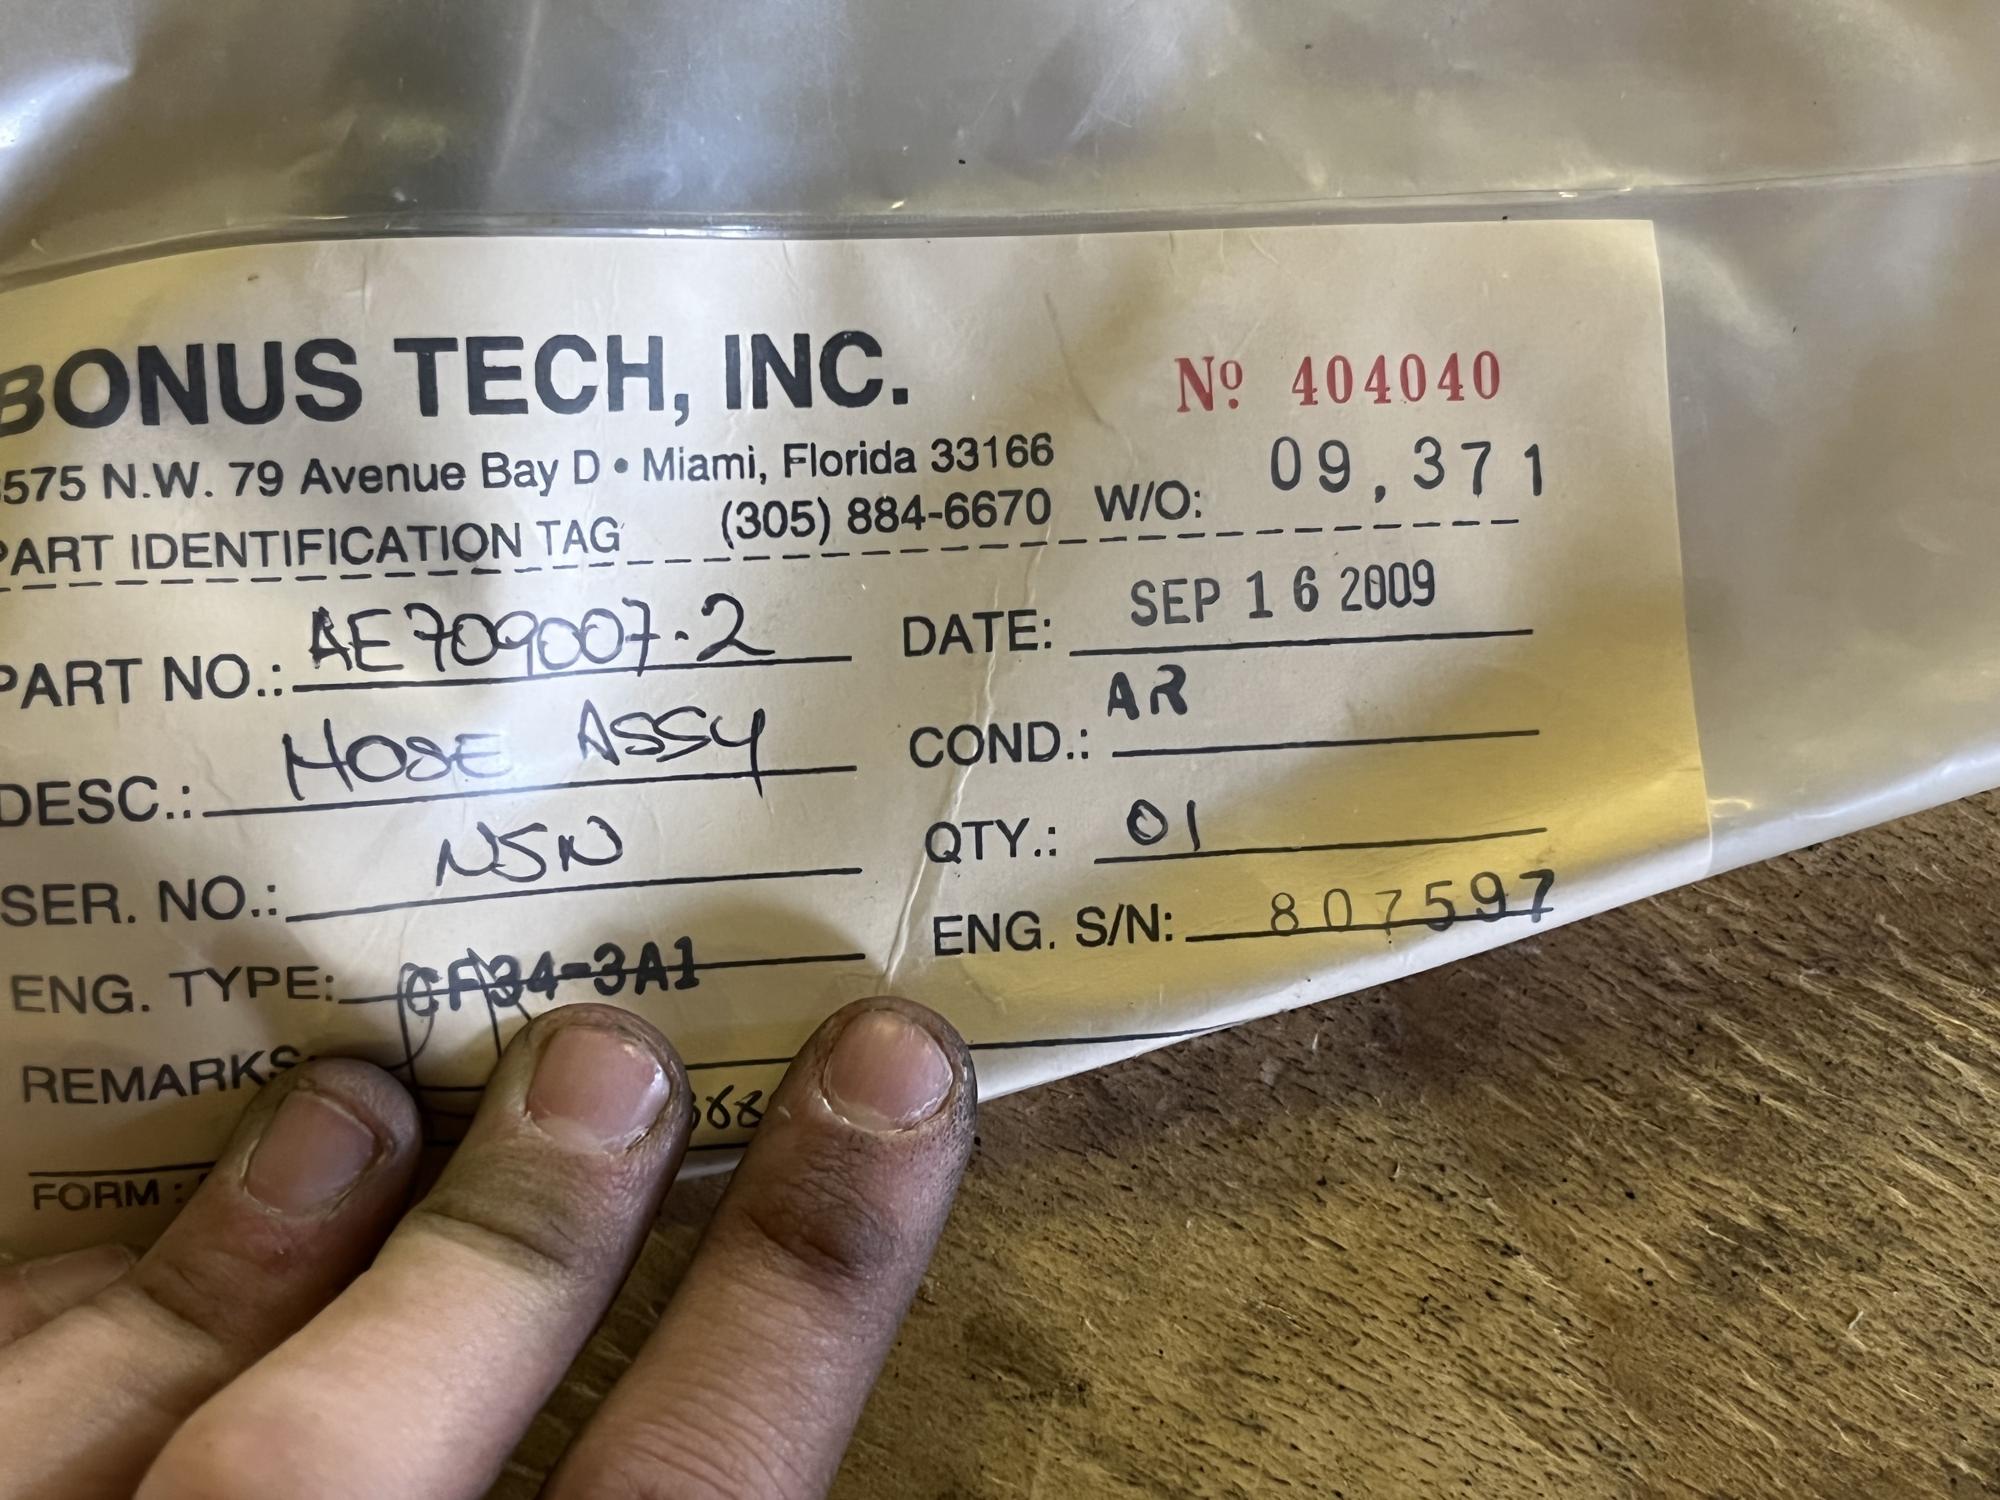 BONUS TECH, INC.
Nº 404040
575 N.W. 79 Avenue Bay D • Miami, Florida 33166
(305) 884-6670 W/O: 09,371
PART IDENTIFICATION TAG
PART NO.: AE709007-2 DATE: SEP 16 2009
DESC.: HOSE ASSY COND.: AR
SER. NO.: NSN QTY.: 01
ENG. TYPE: CF34-3A1 ENG. S/N: 807597
REMARKS
FORM :